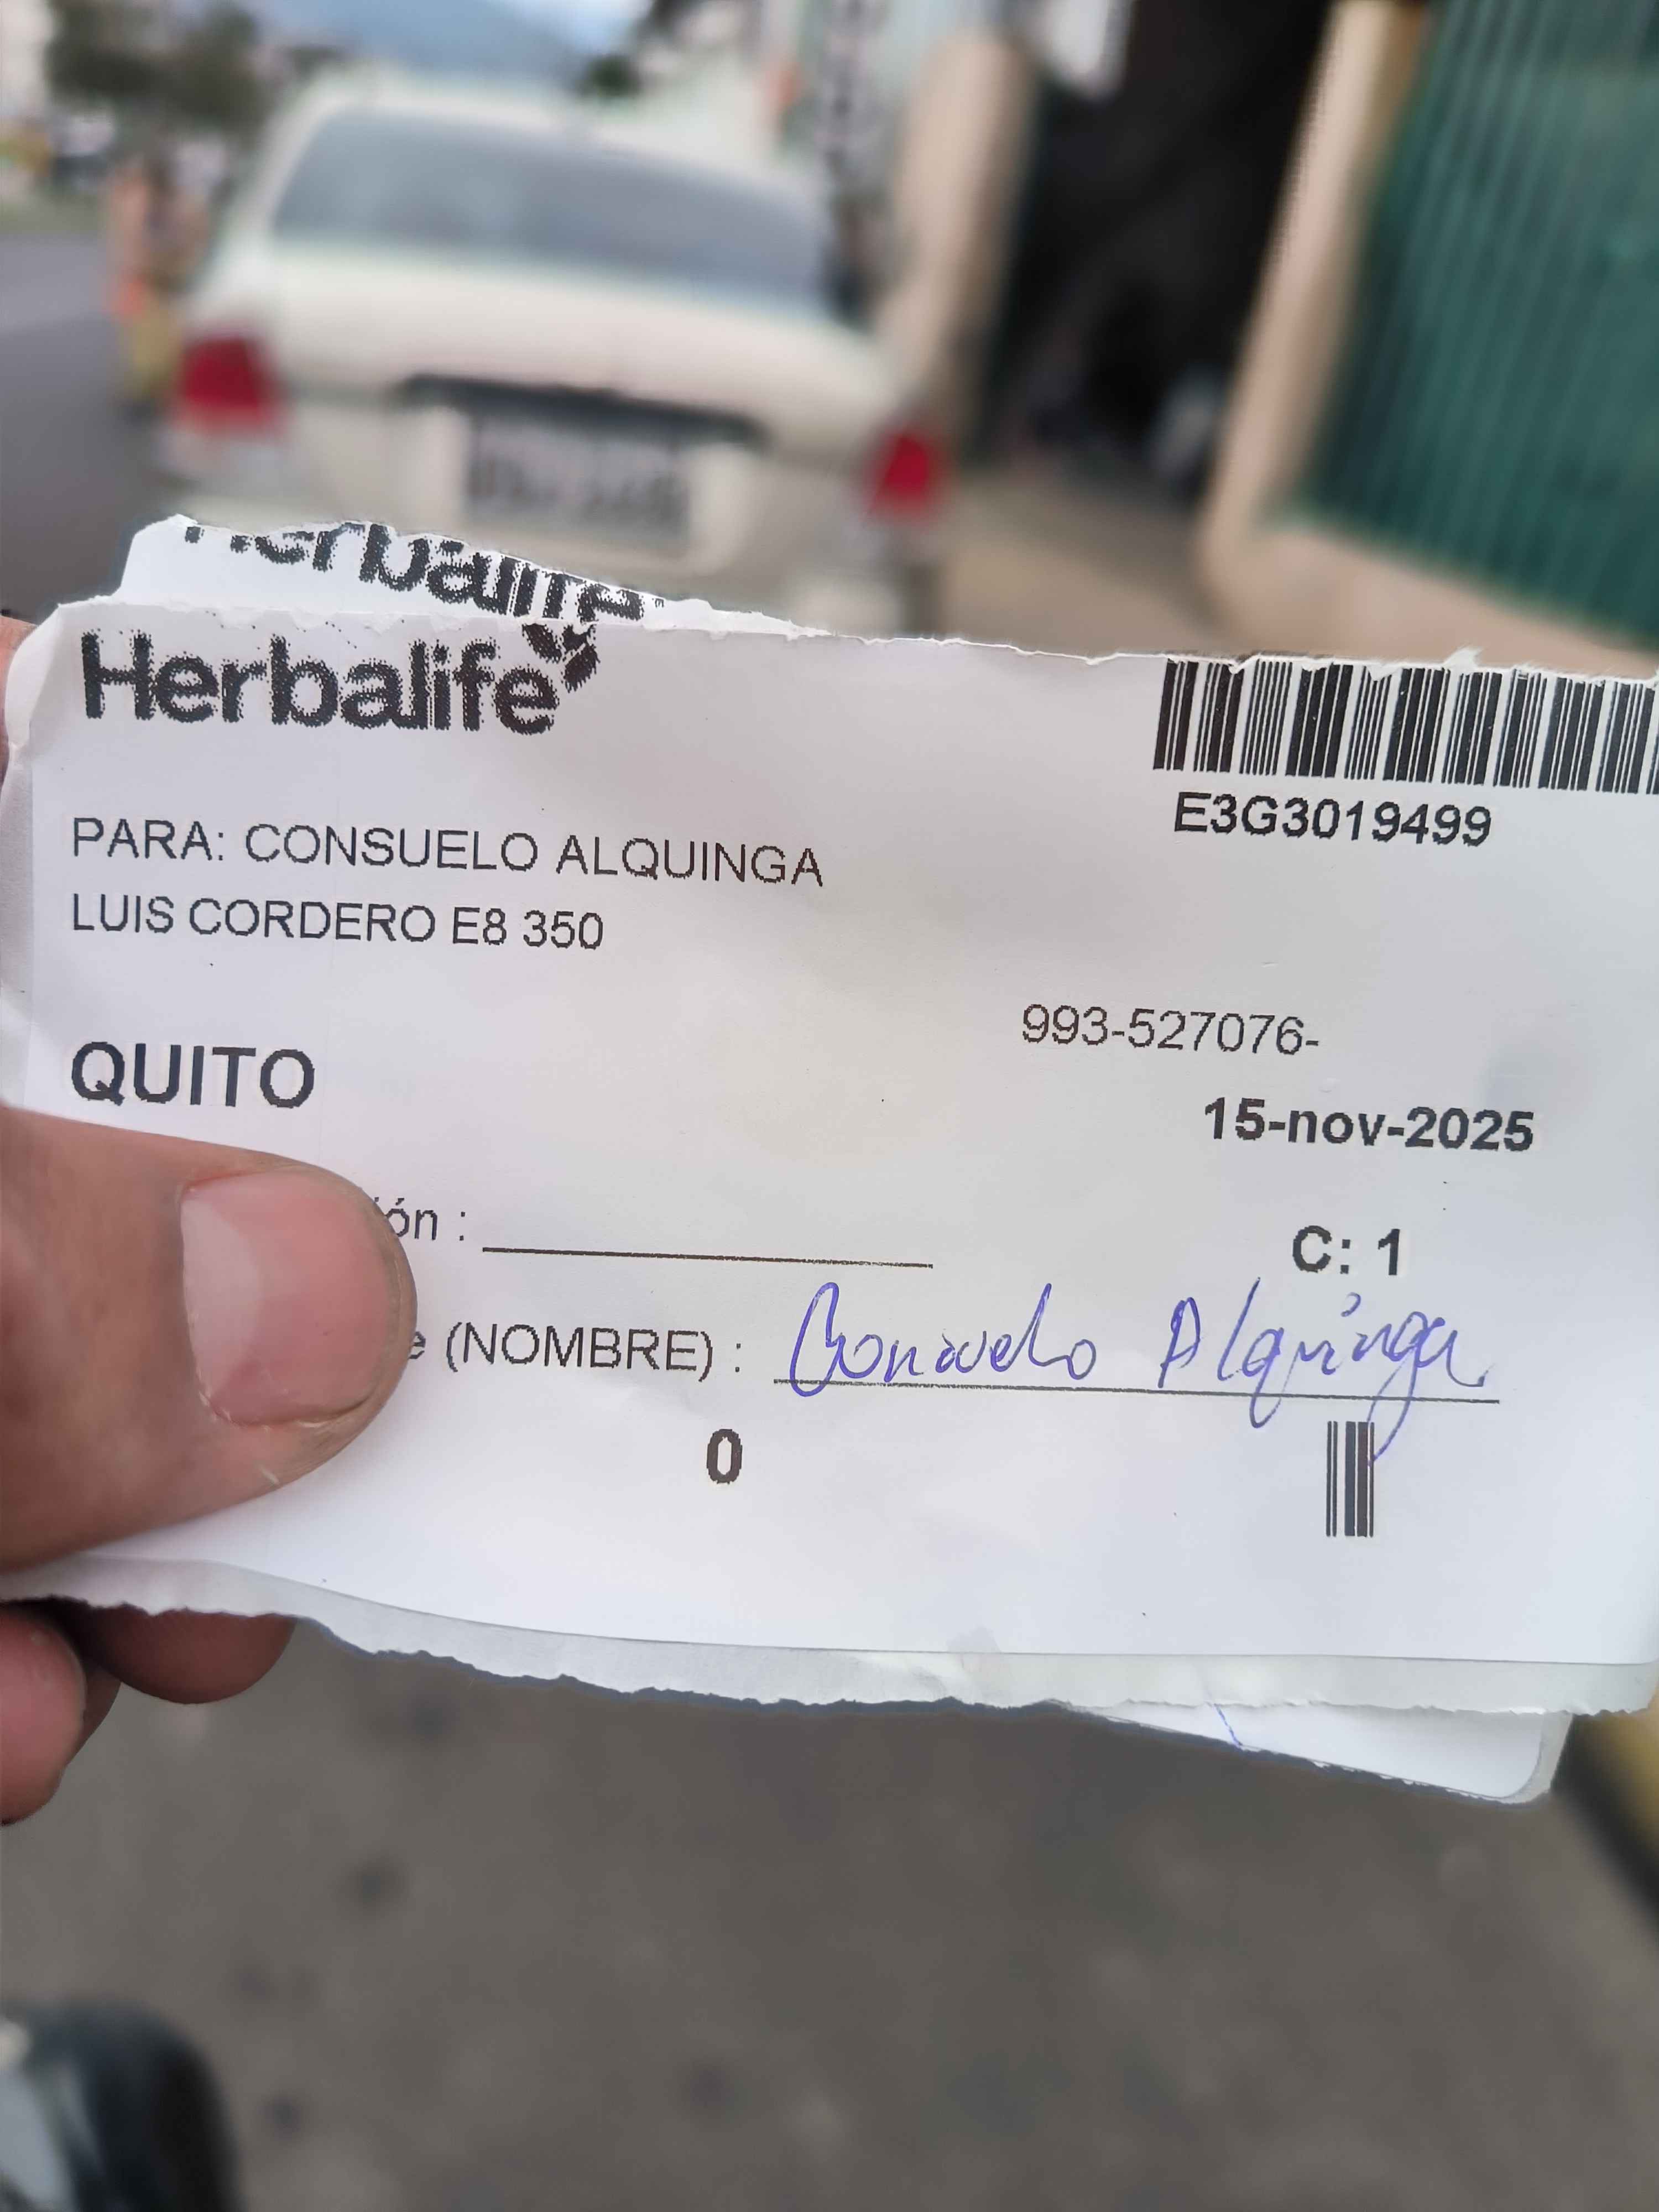 Herbalife
Herbalife
E3G3019499
PARA: CONSUELO ALQUINGA
LUIS CORDERO E8 350
993-527076-
QUITO
15-nov-2025
ón :
C: 1
e (NOMBRE) : Consuelo Alquinga
0